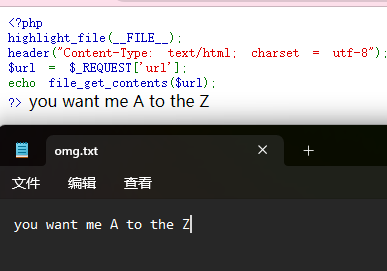 <?php
highlight_file(__FILE__);
header("Content-Type: text/html; charset = utf-8");
$url = $_REQUEST['url'];
echo file_get_contents($url);
?> you want me A to the Z
omg.txt
文件 编辑 查看
you want me A to the Z